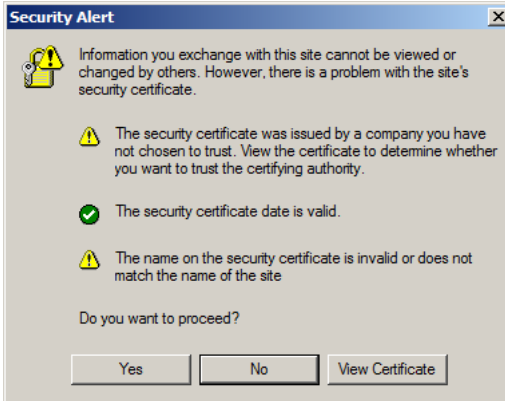 Security Alert
Information you exchange with this site cannot be viewed or
changed by others. However, there is a problem with the site's
security certificate.
The security certificate was issued by a company you have
not chosen to trust. View the certificate to determine whether
you want to trust the certifying authority.
The security certificate date is valid.
The name on the security certificate is invalid or does not
match the name of the site
Do you want to proceed?
Yes
No
View Certificate